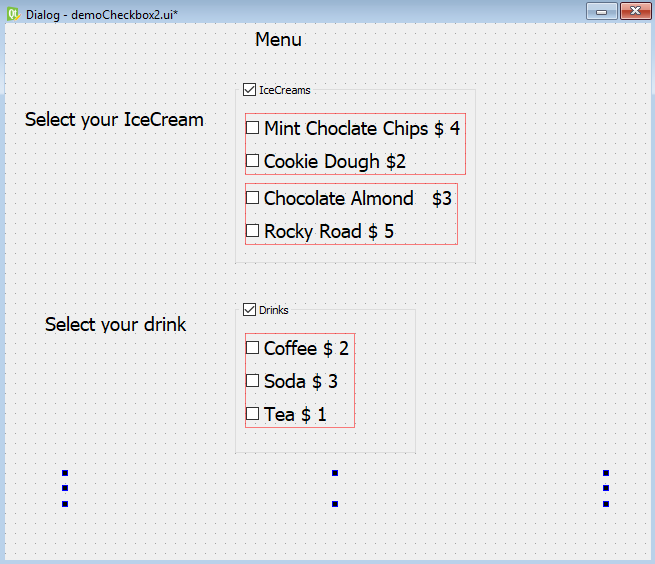 Dialog - demoCheckbox2.ui*
Menu
IceCreams
Select your IceCream
Mint Choclate Chips $ 4
Cookie Dough $2
Chocolate Almond $3
Rocky Road $ 5
Drinks
Select your drink
Coffee $ 2
Soda $ 3
Tea $ 1